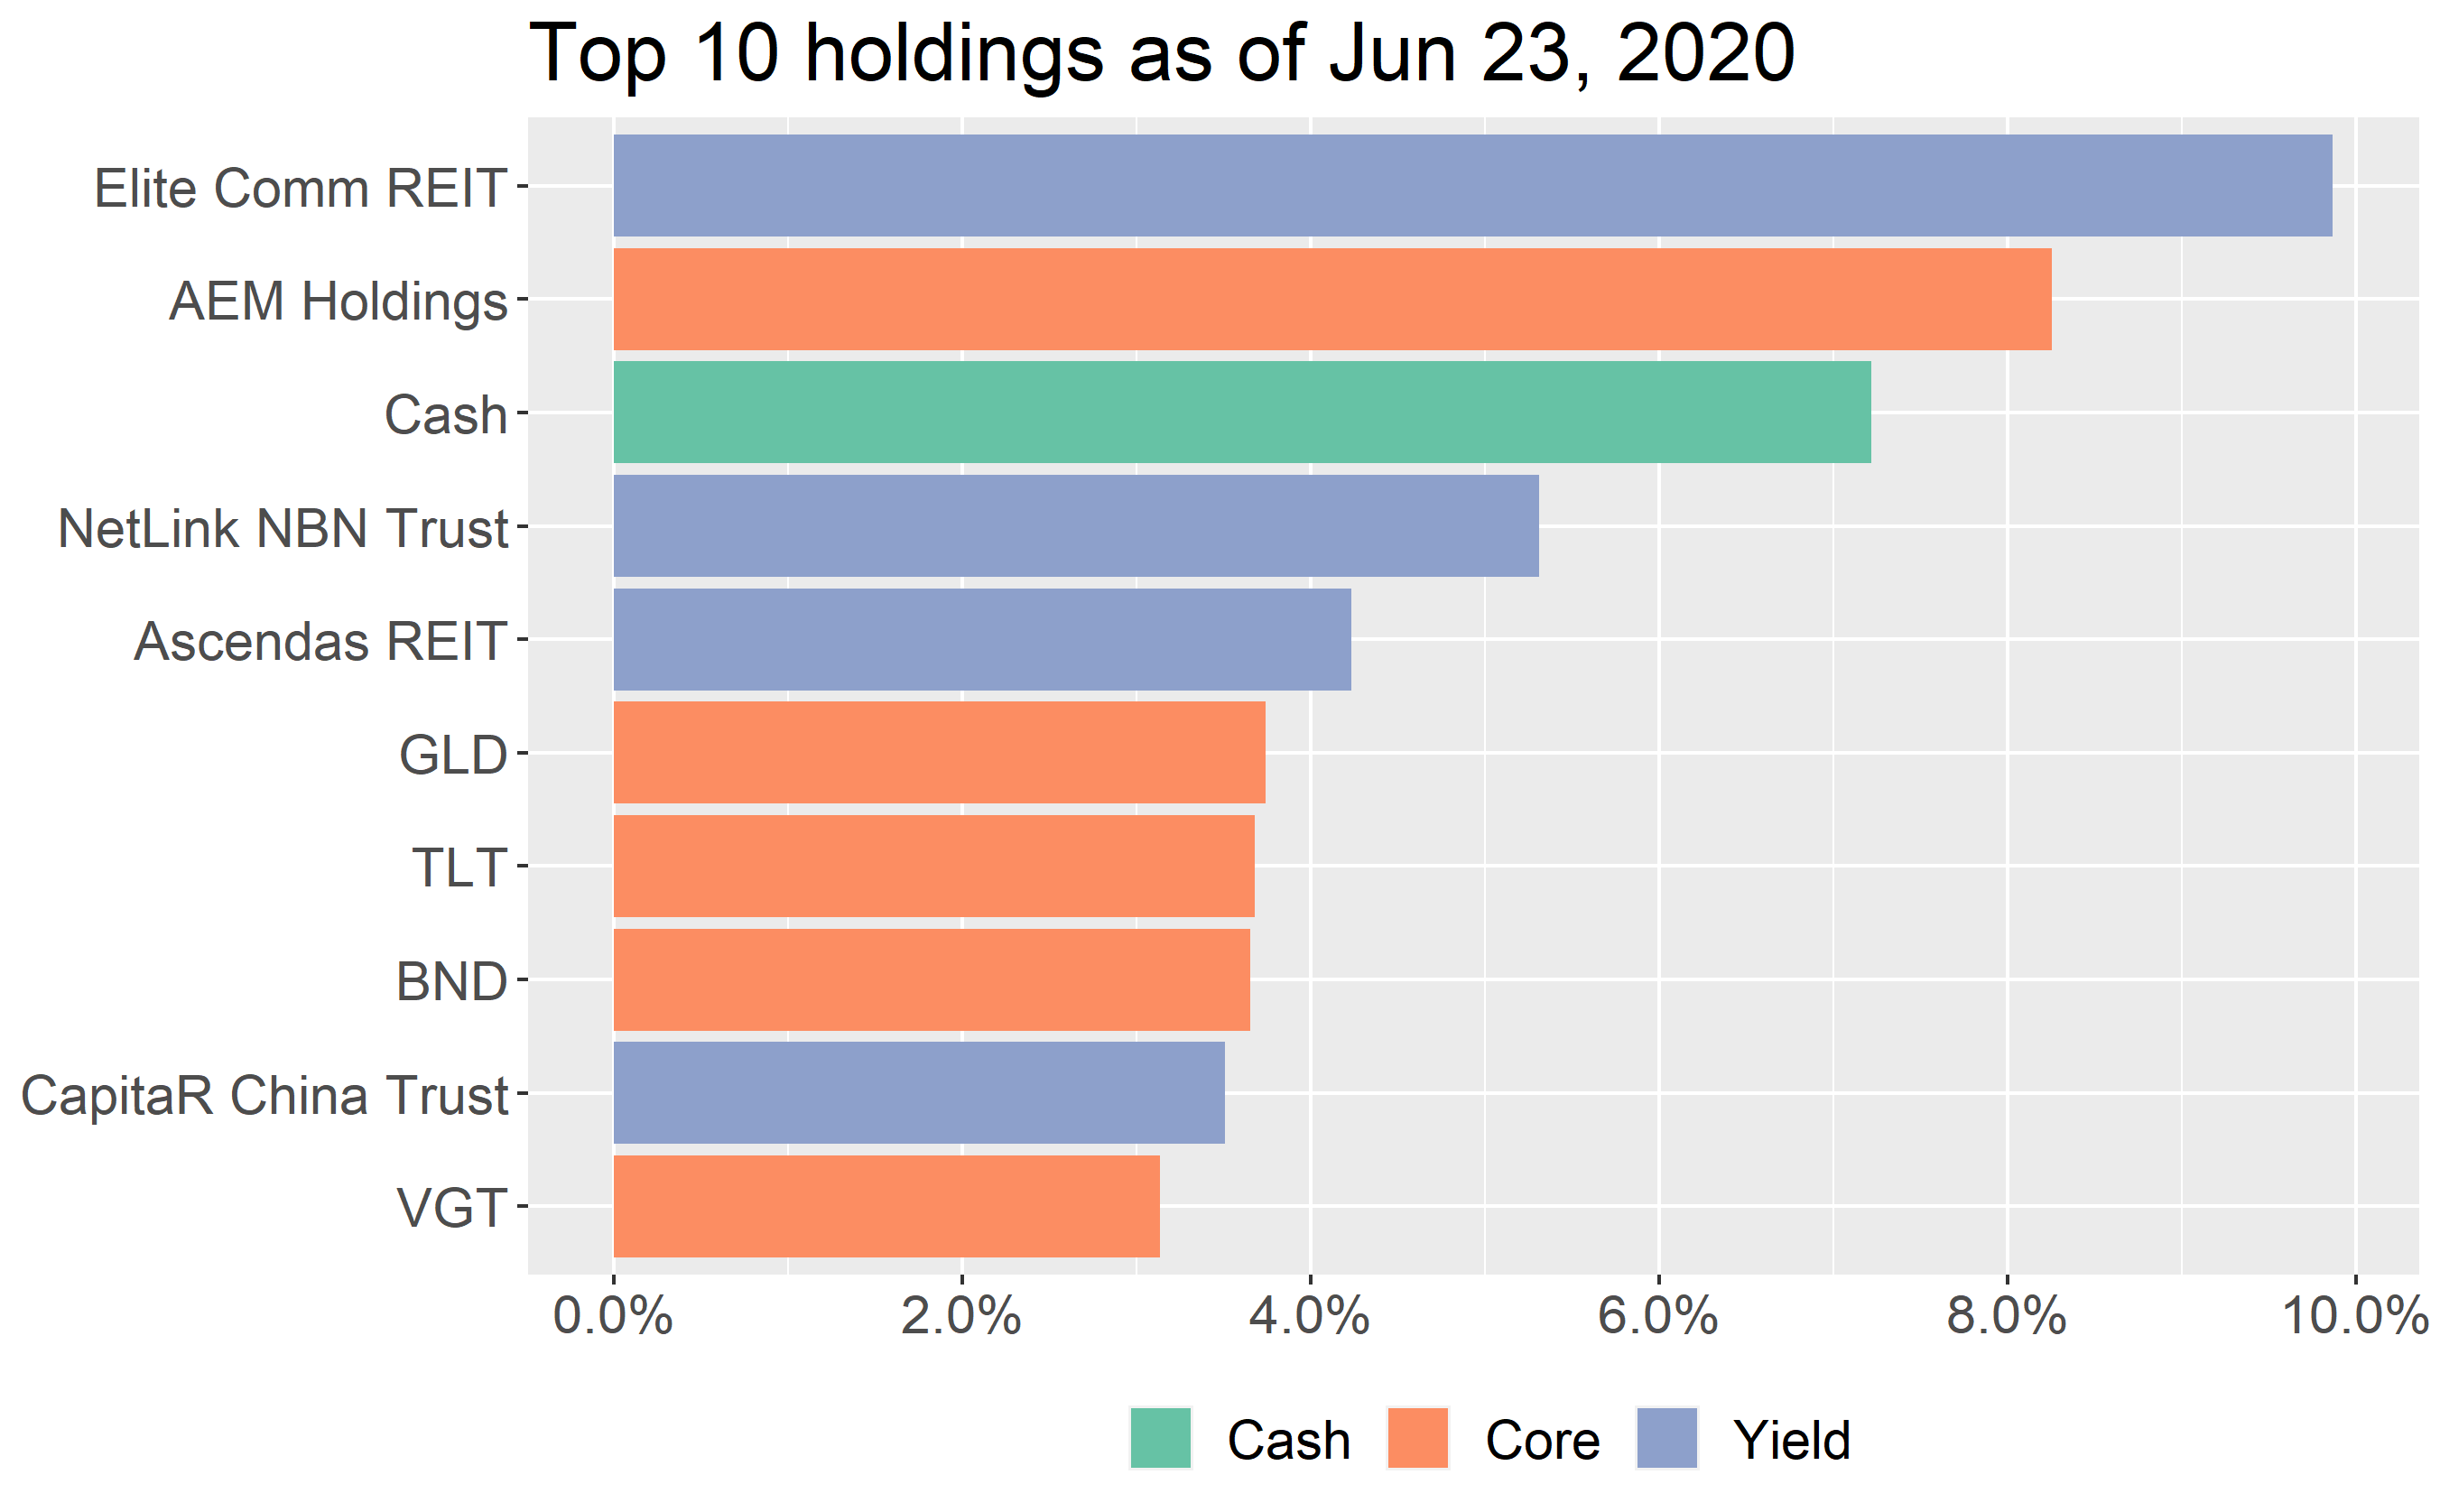 Top 10 holdings as of Jun 23, 2020
Elite Comm REIT
AEM Holdings
Cash
NetLink NBN Trust
Ascendas REIT
GLD
TLT
BND
CapitaR China Trust
VGT
0.0% 2.0% 4.0% 6.0% 8.0% 10.0%
Cash Core Yield